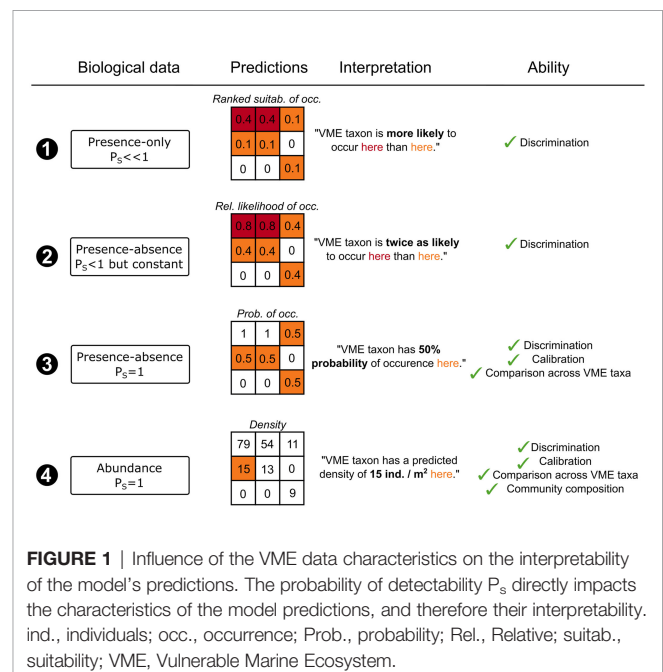 Biological data Predictions Interpretation Ability
Ranked suitab. of occ.
1
Presence-only
Pₛ<<1
0.4 0.4 0.1
0.1 0.1 0
0 0 0.1
"VME taxon is more likely to
occur here than here."
✓ Discrimination
Rel. likelihood of occ.
2
Presence-absence
Pₛ<1 but constant
0.8 0.8 0.4
0.4 0.4 0
0 0 0.4
"VME taxon is twice as likely
to occur here than here."
✓ Discrimination
Prob. of occ.
3
Presence-absence
Pₛ=1
1 1 0.5
0.5 0.5 0
0 0 0.5
"VME taxon has 50%
probability of occurence here."
✓ Discrimination
✓ Calibration
✓ Comparison across VME taxa
Density
4
Abundance
Pₛ=1
79 54 11
15 13 0
0 0 9
"VME taxon has a predicted
density of 15 ind. / m² here."
✓ Discrimination
✓ Calibration
✓ Comparison across VME taxa
✓ Community composition
FIGURE 1 | Influence of the VME data characteristics on the interpretability
of the model's predictions. The probability of detectability Pₛ directly impacts
the characteristics of the model predictions, and therefore their interpretability.
ind., individuals; occ., occurrence; Prob., probability; Rel., Relative; suitab.,
suitability; VME, Vulnerable Marine Ecosystem.